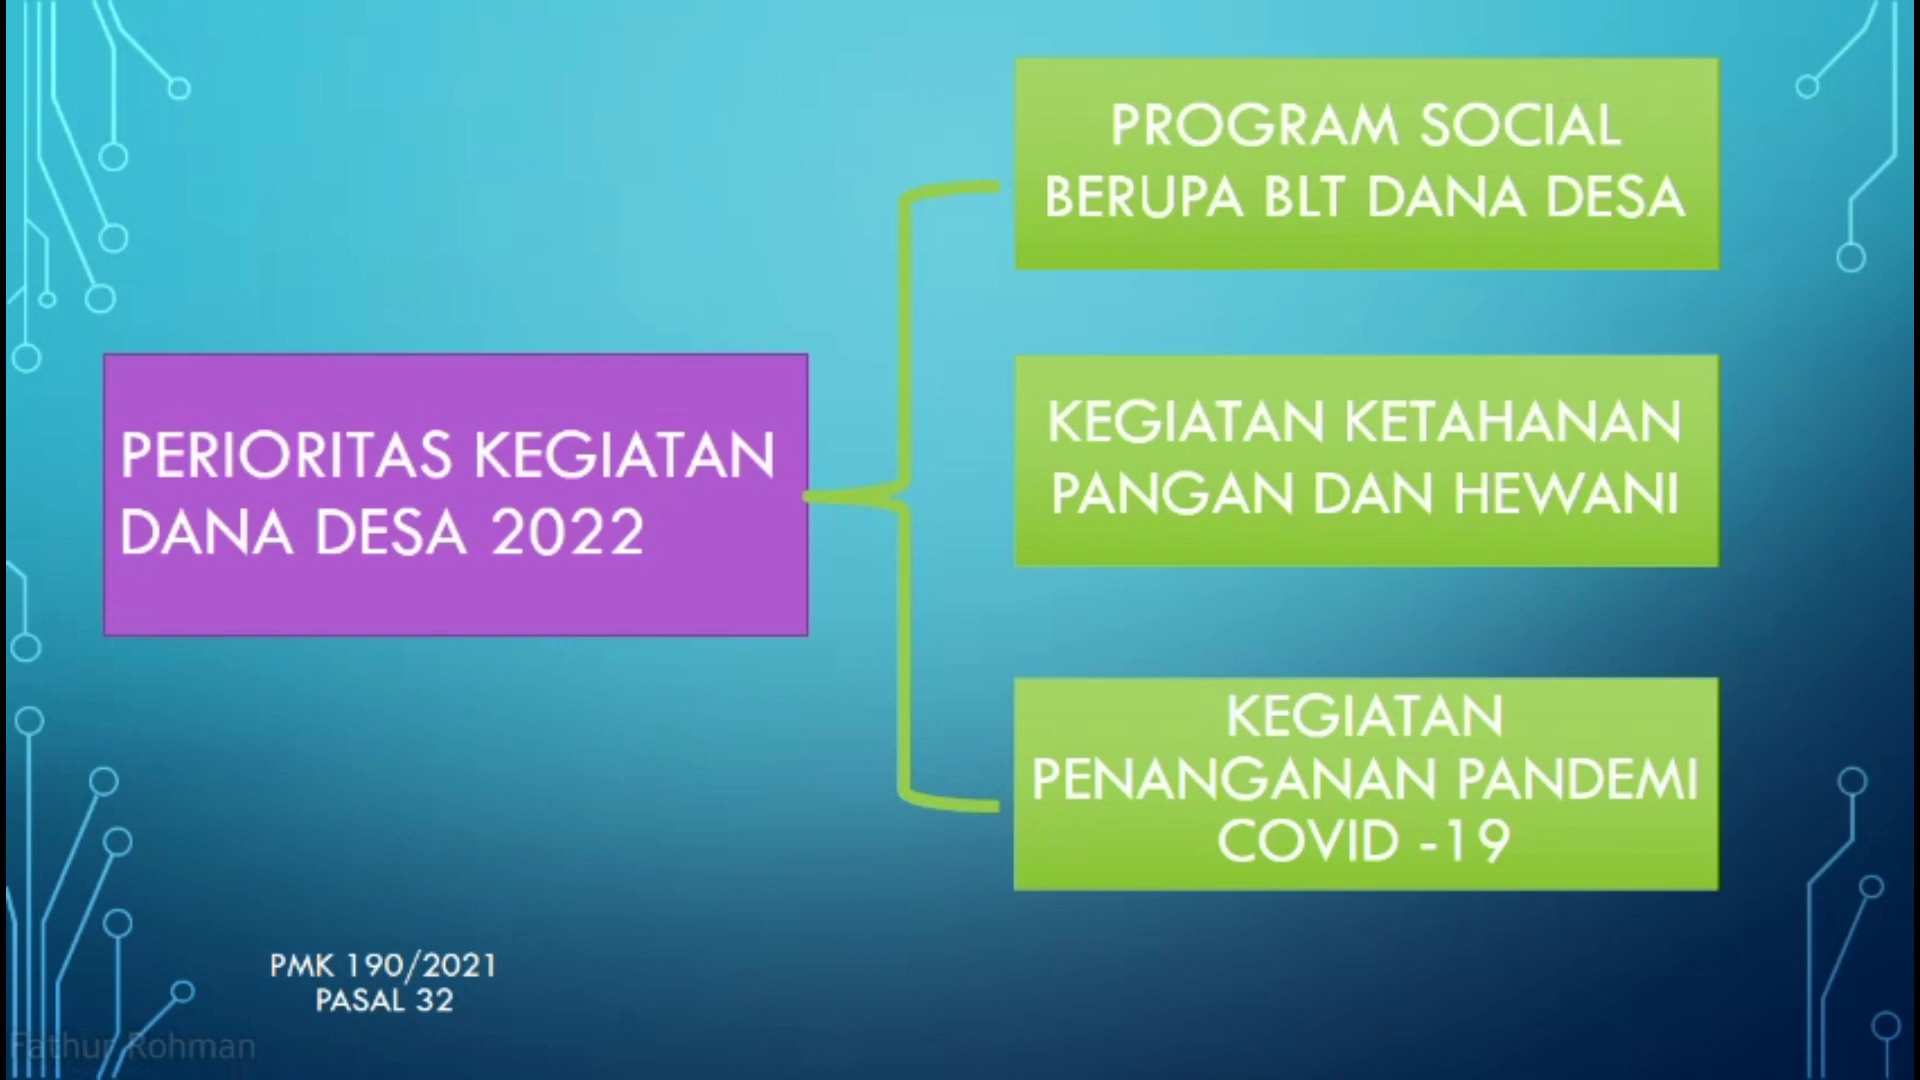 PERIORITAS KEGIATAN
DANA DESA 2022
PROGRAM SOCIAL
BERUPA BLT DANA DESA
KEGIATAN KETAHANAN
PANGAN DAN HEWANI
KEGIATAN
PENANGANAN PANDEMI
COVID -19
PMK 190/2021
PASAL 32
Fathur Rohman